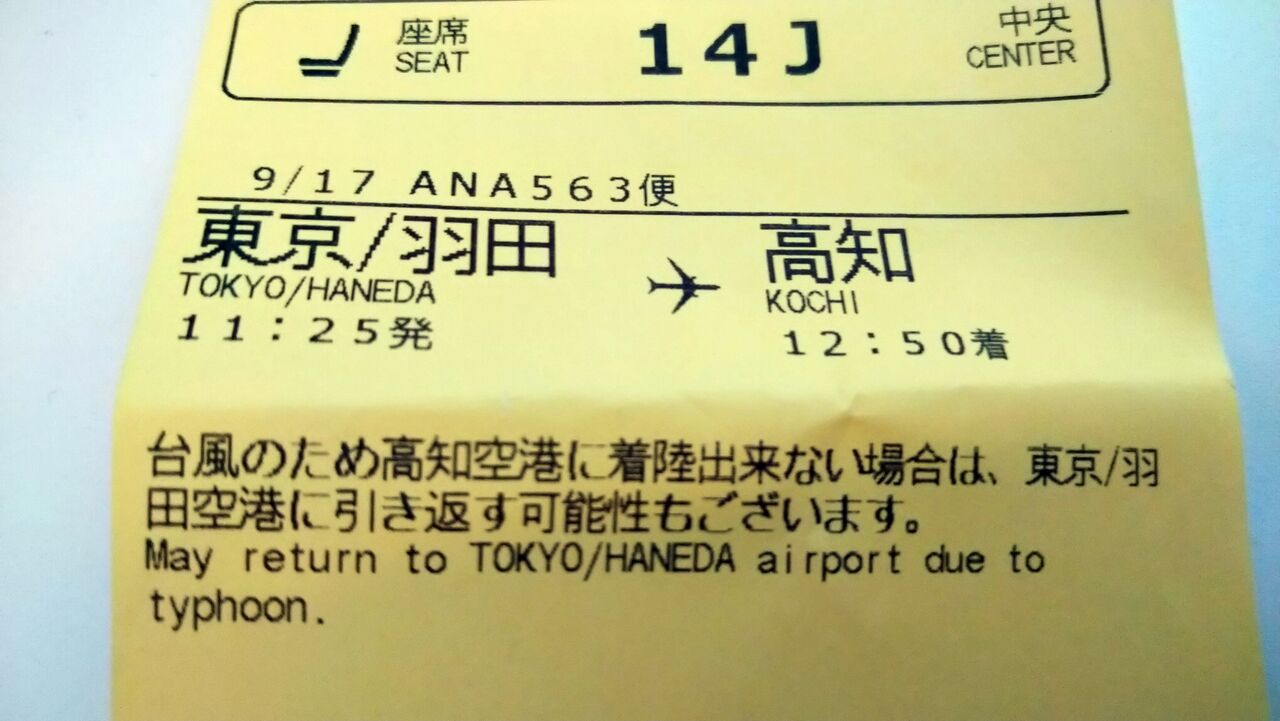 座席 14J 中央
SEAT CENTER
9/17 ANA563便
東京/羽田 高知
TOKYO/HANEDA KOCHI
11:25発 12:50着
台風のため高知空港に着陸出来ない場合は、東京/羽
田空港に引き返す可能性もございます。
May return to TOKYO/HANEDA airport due to
typhoon.